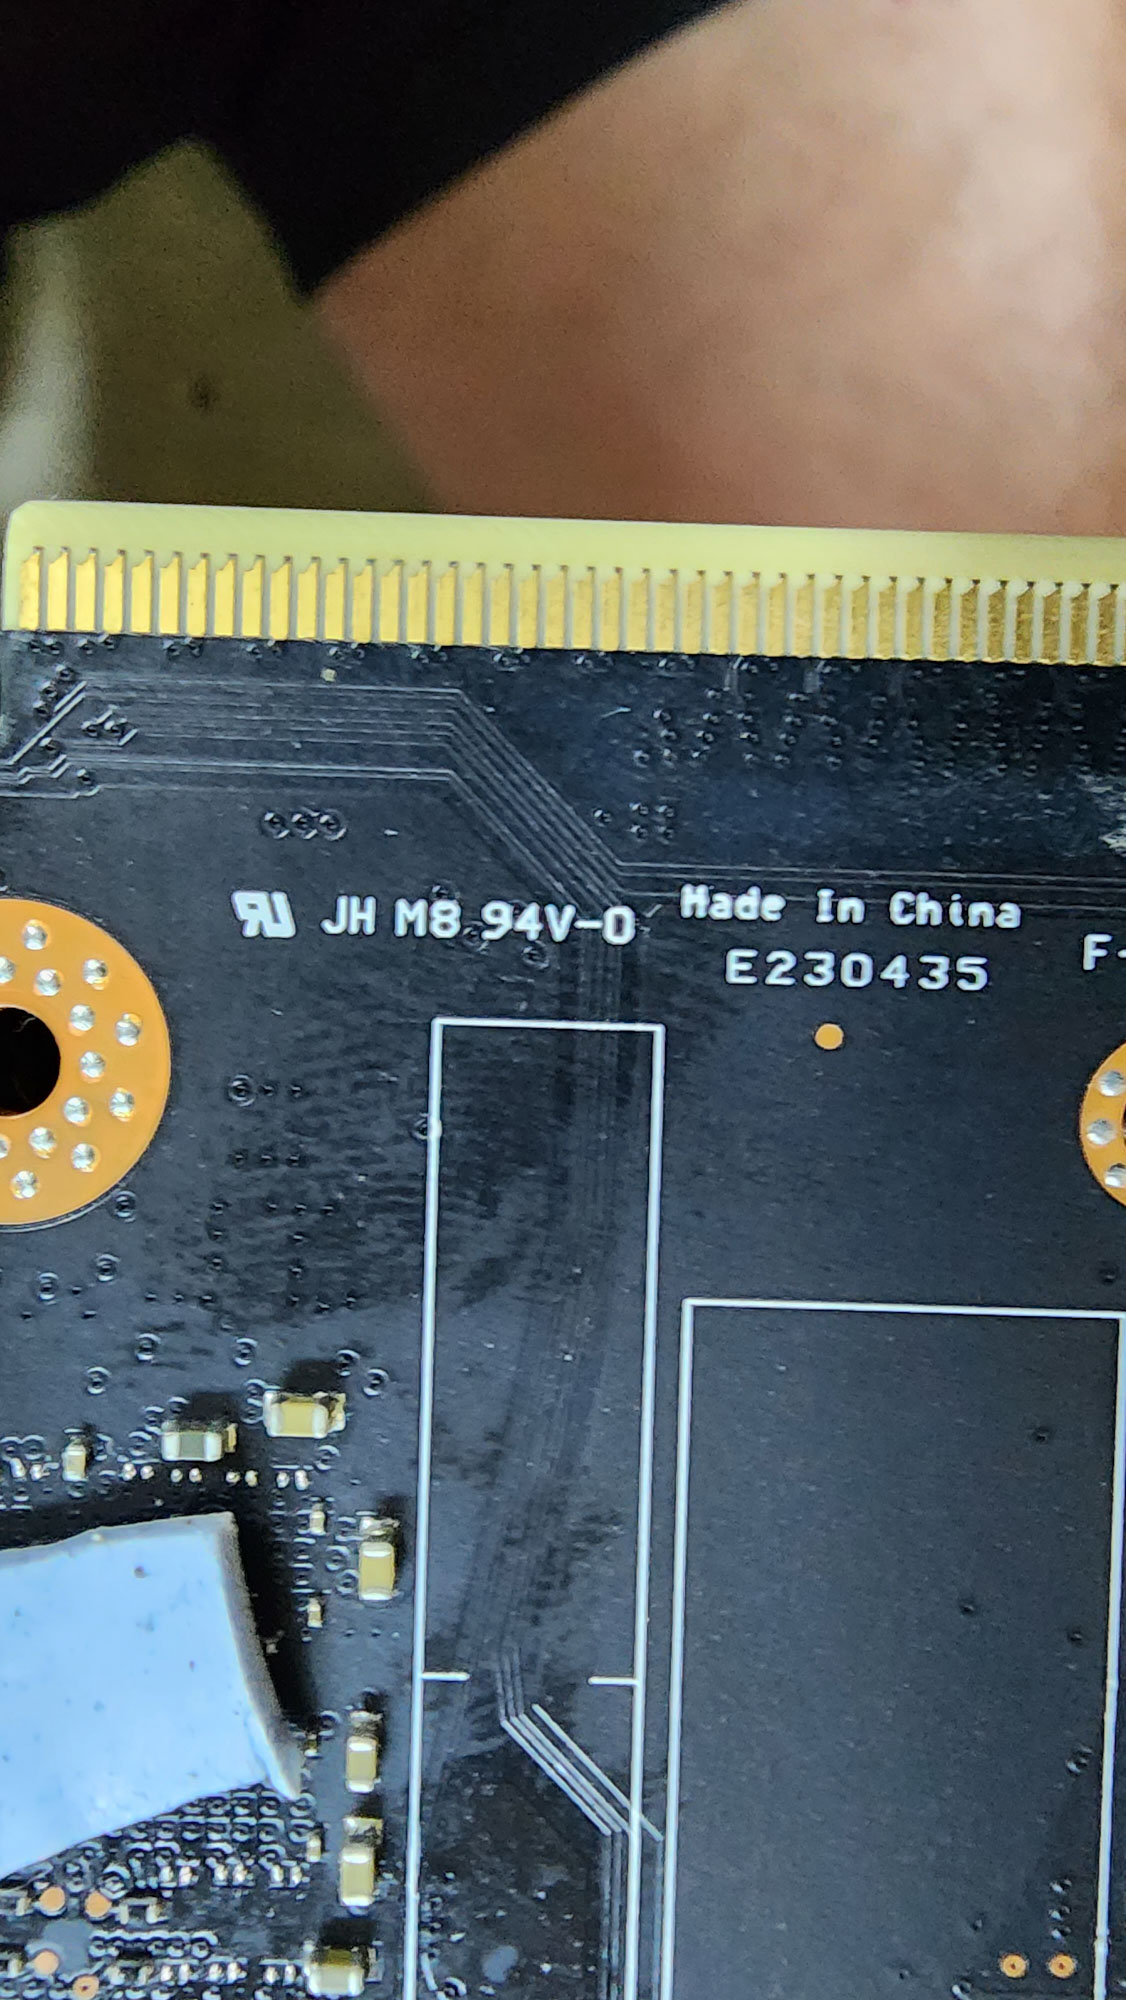 JH M8 94V-0
Made In China
E230435
F-